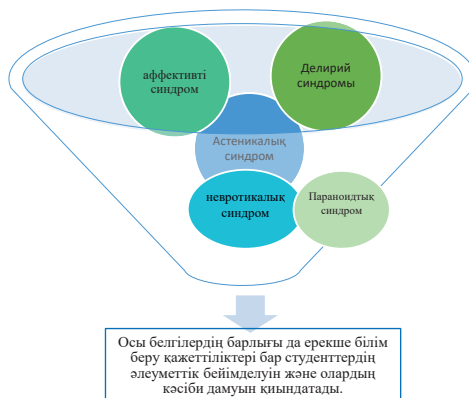 аффективті
синдром
Делирий
синдромы
Астеникалық
синдром
невротикалық
синдром
Параноидтық
синдром
Осы белгілердің барлығы да ерекше білім
беру қажеттіліктері бар студенттердің
әлеуметтік бейімделуін және олардың
кәсіби дамуын қиындатады.